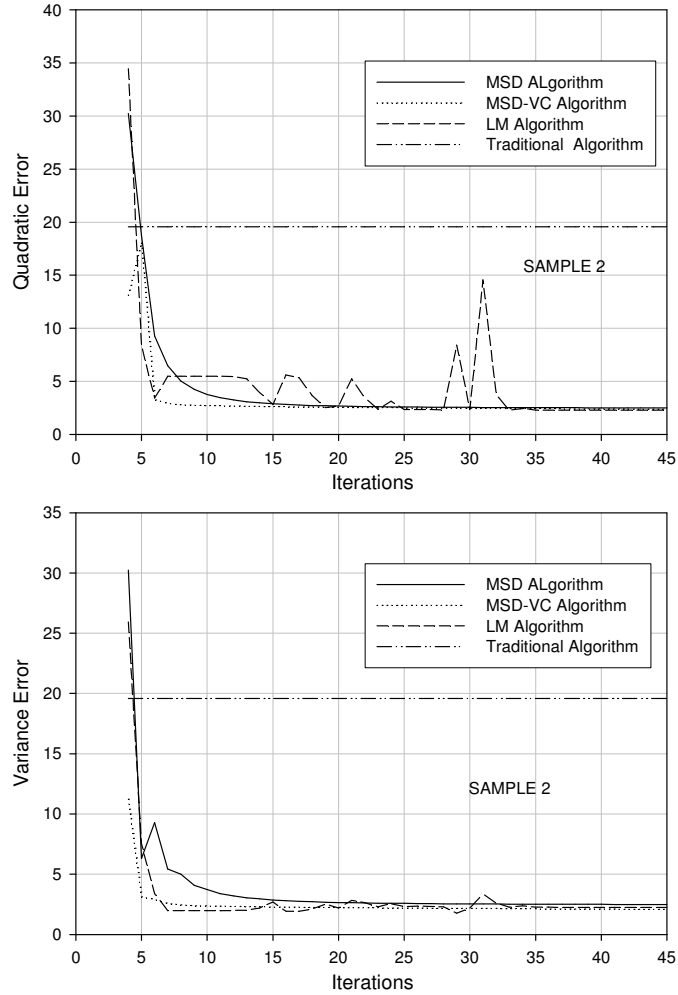 40
35
30
25
20
15
10
5
0
Quadratic Error
MSD ALgorithm
MSD-VC Algorithm
LM Algorithm
Traditional Algorithm
SAMPLE 2
0 5 10 15 20 25 30 35 40 45
Iterations
35
30
25
20
15
10
5
0
Variance Error
MSD ALgorithm
MSD-VC Algorithm
LM Algorithm
Traditional Algorithm
SAMPLE 2
0 5 10 15 20 25 30 35 40 45
Iterations